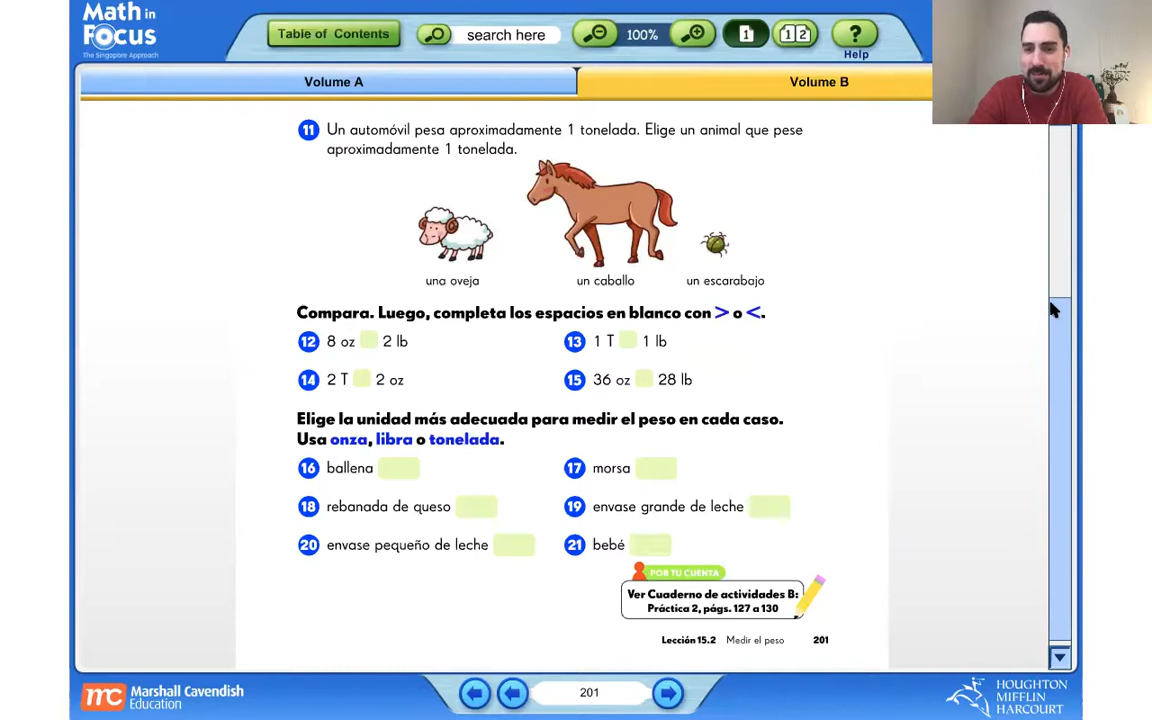 Math in
Focus
The Singapore Approach
Table of Contents
search here
100%
1
1 2
?
Help
Volume A
Volume B
11 Un automóvil pesa aproximadamente 1 tonelada. Elige un animal que pese
aproximadamente 1 tonelada.
una oveja
un caballo
un escarabajo
Compara. Luego, completa los espacios en blanco con > o <.
12 8 oz 2 lb
13 1 T 1 lb
14 2 T 2 oz
15 36 oz 28 lb
Elige la unidad más adecuada para medir el peso en cada caso.
Usa onza, libra o tonelada.
16 ballena
17 morsa
18 rebanada de queso
19 envase grande de leche
20 envase pequeño de leche
21 bebé
POR TU CUENTA
Ver Cuaderno de actividades B:
Práctica 2, págs. 127 a 130
Lección 15.2 Medir el peso 201
mc Marshall Cavendish
Education
201
HOUGHTON
MIFFLIN
HARCOURT